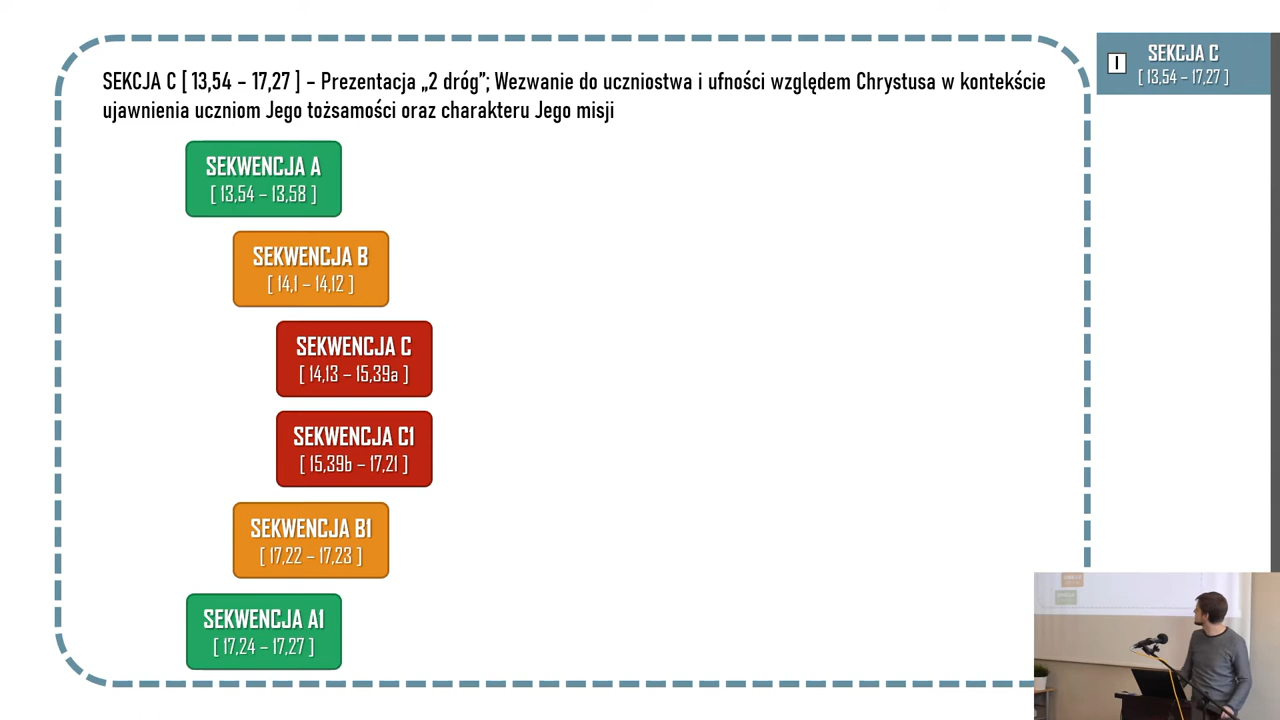 SEKCJA C [ 13,54 – 17,27 ] – Prezentacja „2 dróg”; Wezwanie do uczniostwa i ufności względem Chrystusa w kontekście
ujawnienia uczniom Jego tożsamości oraz charakteru Jego misji
I
SEKCJA C
[ 13,54 – 17,27 ]
SEKWENCJA A
[ 13,54 – 13,58 ]
SEKWENCJA B
[ 14,1 – 14,12 ]
SEKWENCJA C
[ 14,13 – 15,39a ]
SEKWENCJA C1
[ 15,39b – 17,21 ]
SEKWENCJA B1
[ 17,22 – 17,23 ]
SEKWENCJA A1
[ 17,24 – 17,27 ]